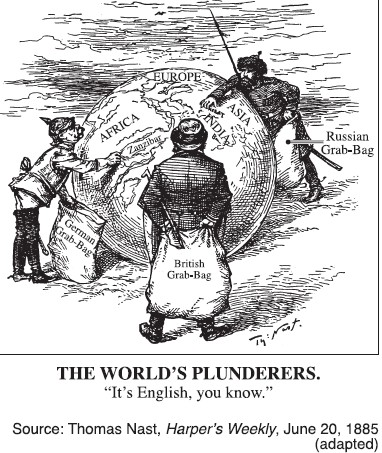 EUROPE
AFRICA
ASIA
INDIA
Zanzibar
Russian
Grab-Bag
German
Grab-Bag
British
Grab-Bag
Th: Nast.
THE WORLD'S PLUNDERERS.
“It’s English, you know.”
Source: Thomas Nast, Harper’s Weekly, June 20, 1885
(adapted)